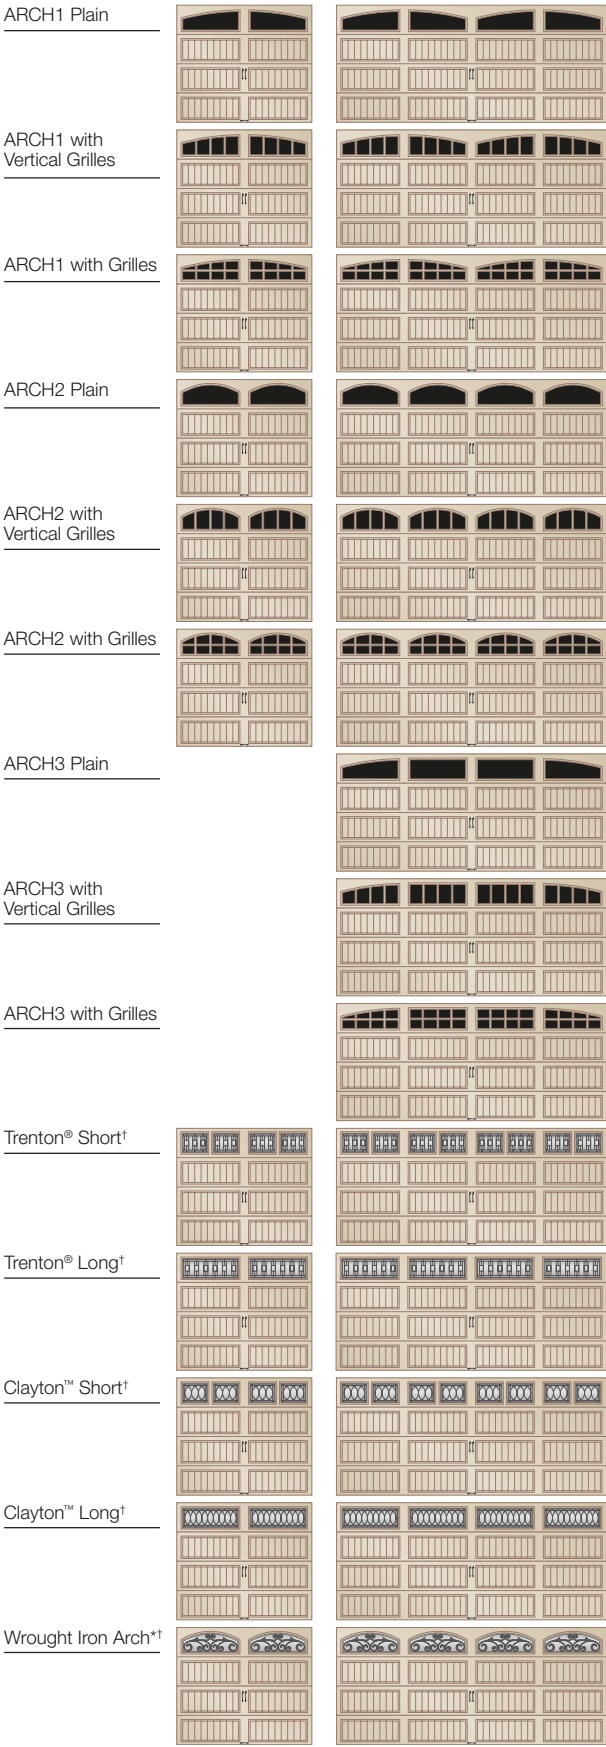 ARCH1 Plain
ARCH1 with
Vertical Grilles
ARCH1 with Grilles
ARCH2 Plain
ARCH2 with
Vertical Grilles
ARCH2 with Grilles
ARCH3 Plain
ARCH3 with
Vertical Grilles
ARCH3 with Grilles
Trenton® Short†
Trenton® Long†
Clayton™ Short†
Clayton™ Long†
Wrought Iron Arch*†